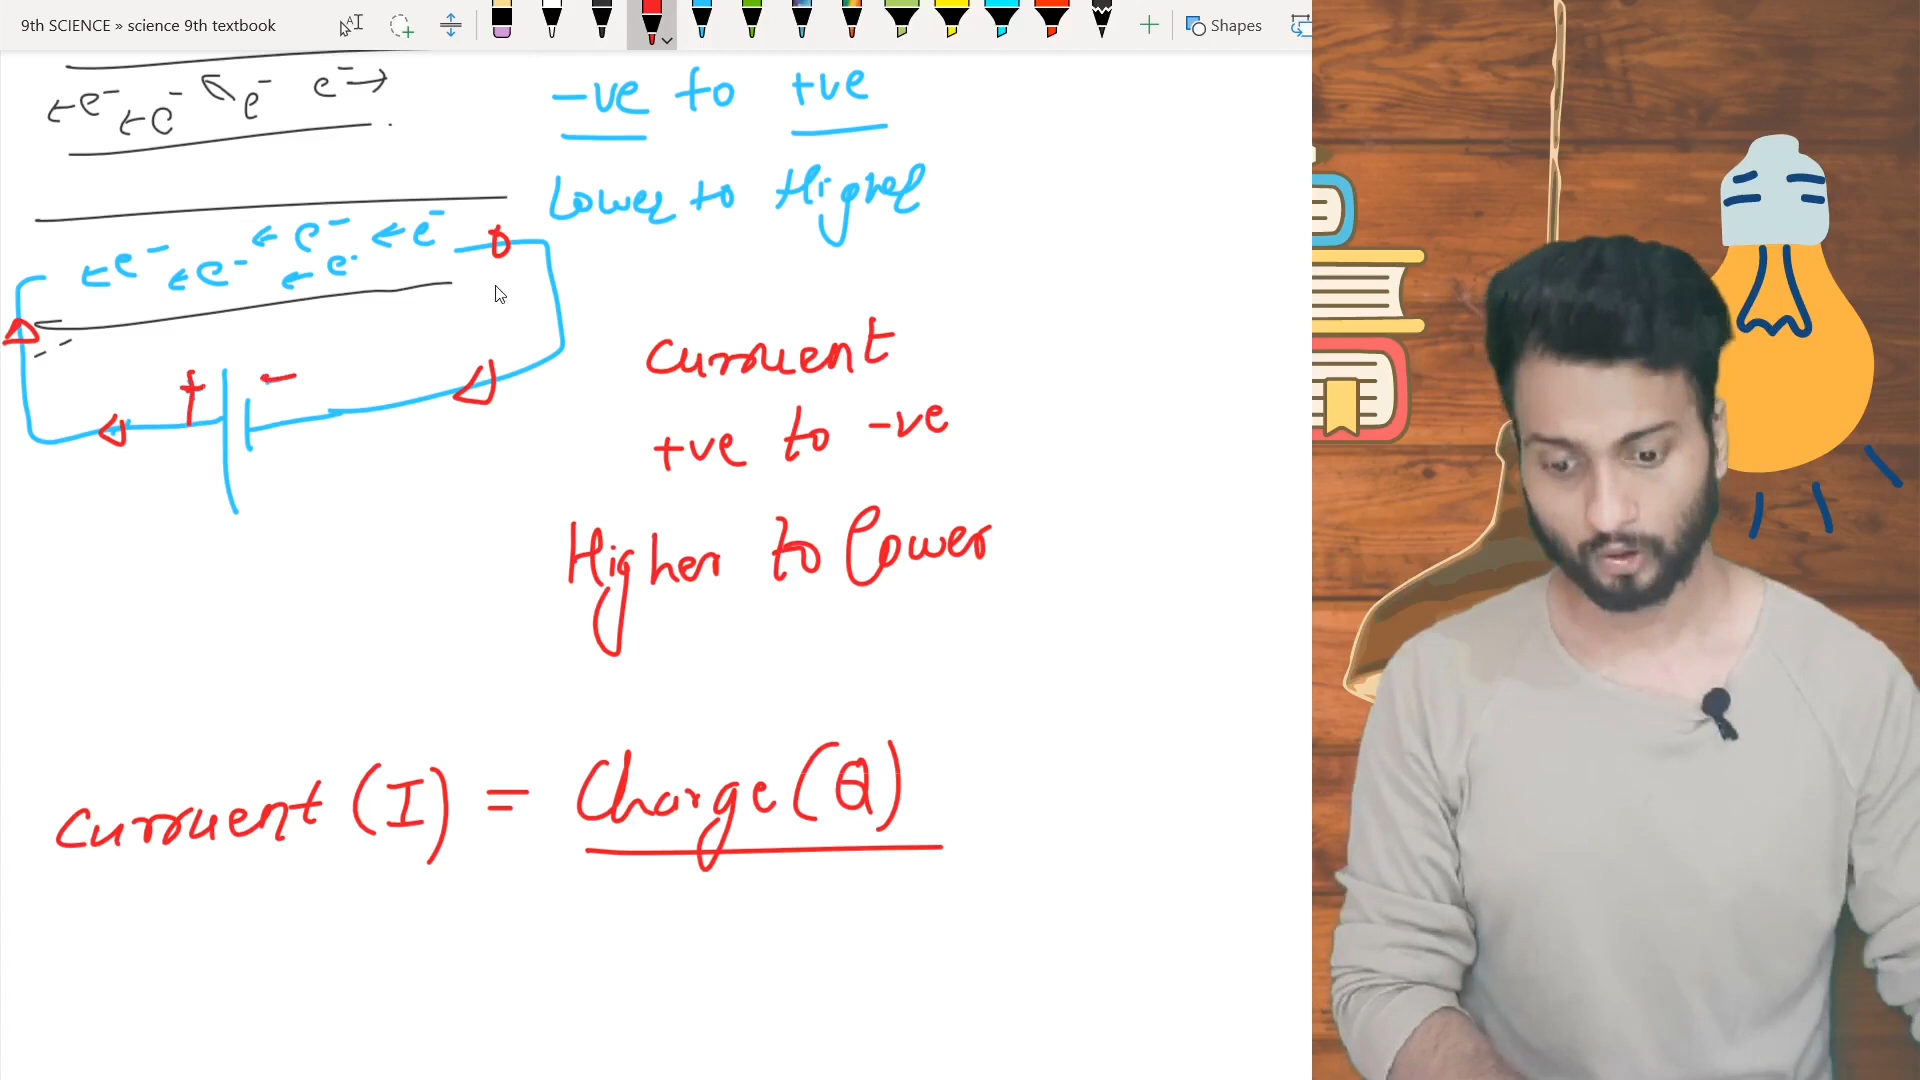 9th SCIENCE » science 9th textbook
Shapes
←e⁻ ←e⁻ e⁻ e⁻→
-ve to +ve
Lower to Higher
←e⁻ ←e⁻ ←e⁻ ←e⁻ ←e⁻
+ -
current
+ve to -ve
Higher to lower
current (I) = Charge (Q)